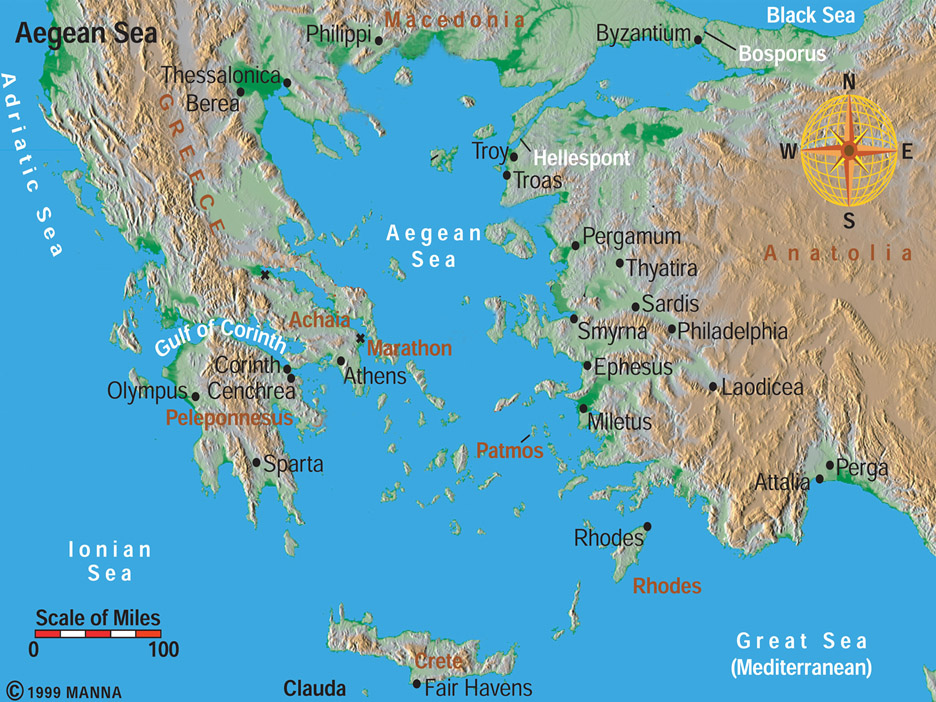 Aegean Sea
Macedonia
Black Sea
Philippi
Byzantium
Bosporus
Thessalonica
Berea
GREECE
Adriatic Sea
N
W
E
S
Troy
Hellespont
Troas
Aegean
Sea
Pergamum
Anatolia
Thyatira
Sardis
Achaia
Smyrna
Philadelphia
Gulf of Corinth
Marathon
Corinth
Athens
Ephesus
Olympus
Cenchrea
Laodicea
Peleponnesus
Miletus
Patmos
Sparta
Perga
Attalia
Rhodes
Ionian
Sea
Rhodes
Scale of Miles
0
100
Great Sea
(Mediterranean)
Crete
Clauda
Fair Havens
© 1999 MANNA